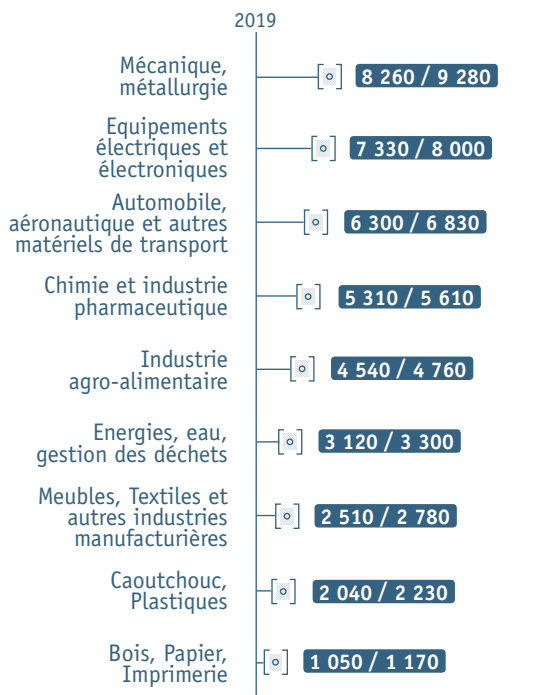 2019
Mécanique,
métallurgie
8 260 / 9 280
Equipements
électriques et
électroniques
7 330 / 8 000
Automobile,
aéronautique et autres
matériels de transport
6 300 / 6 830
Chimie et industrie
pharmaceutique
5 310 / 5 610
Industrie
agro-alimentaire
4 540 / 4 760
Energies, eau,
gestion des déchets
3 120 / 3 300
Meubles, Textiles et
autres industries
manufacturières
2 510 / 2 780
Caoutchouc,
Plastiques
2 040 / 2 230
Bois, Papier,
Imprimerie
1 050 / 1 170